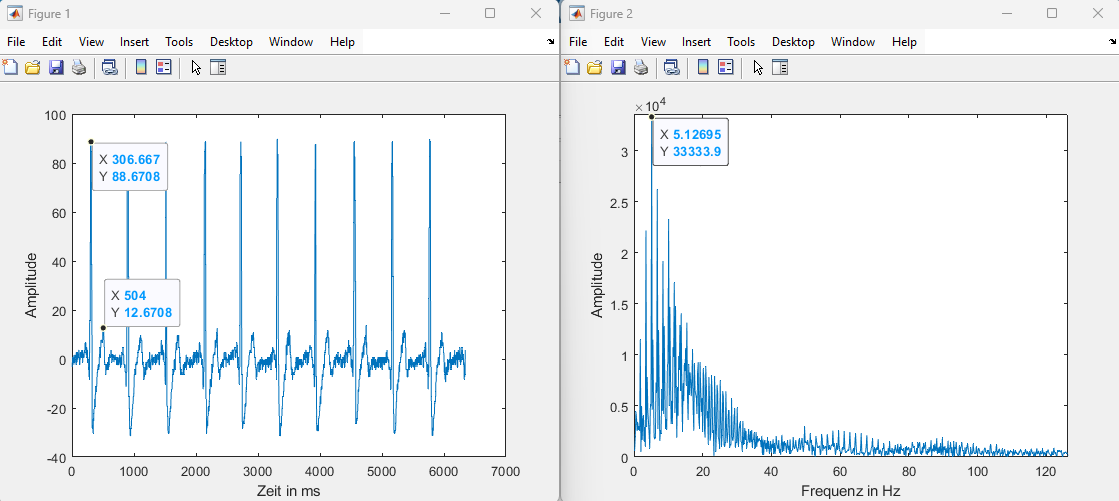 Figure 1
File Edit View Insert Tools Desktop Window Help
100
80
60
40
20
0
-20
-40
Amplitude
X 306.667
Y 88.6708
X 504
Y 12.6708
0 1000 2000 3000 4000 5000 6000 7000
Zeit in ms
Figure 2
File Edit View Insert Tools Desktop Window Help
×10^4
3
2.5
2
1.5
1
0.5
0
Amplitude
X 5.12695
Y 33333.9
0 20 40 60 80 100 120
Frequenz in Hz